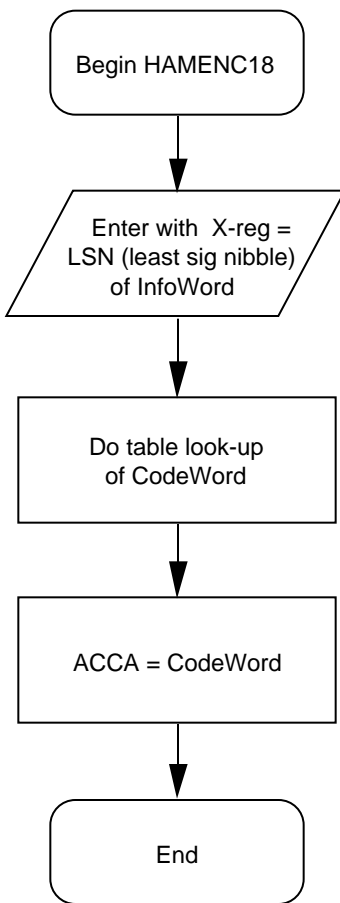 Begin HAMENC18
Enter with X-reg =
LSN (least sig nibble)
of InfoWord
Do table look-up
of CodeWord
ACCA = CodeWord
End